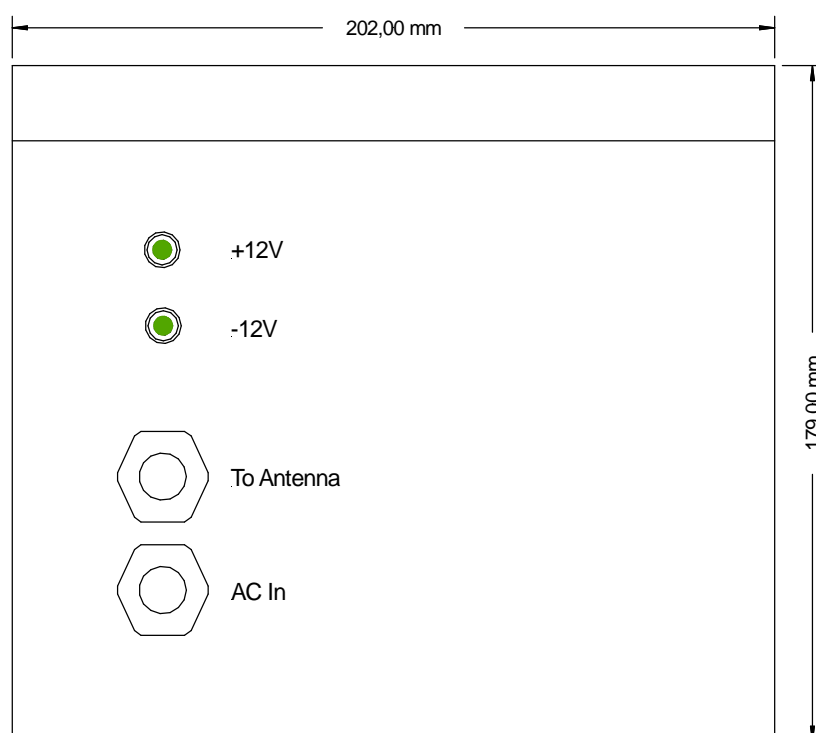 202,00 mm
+12V
-12V
179,00 mm
To Antenna
AC In